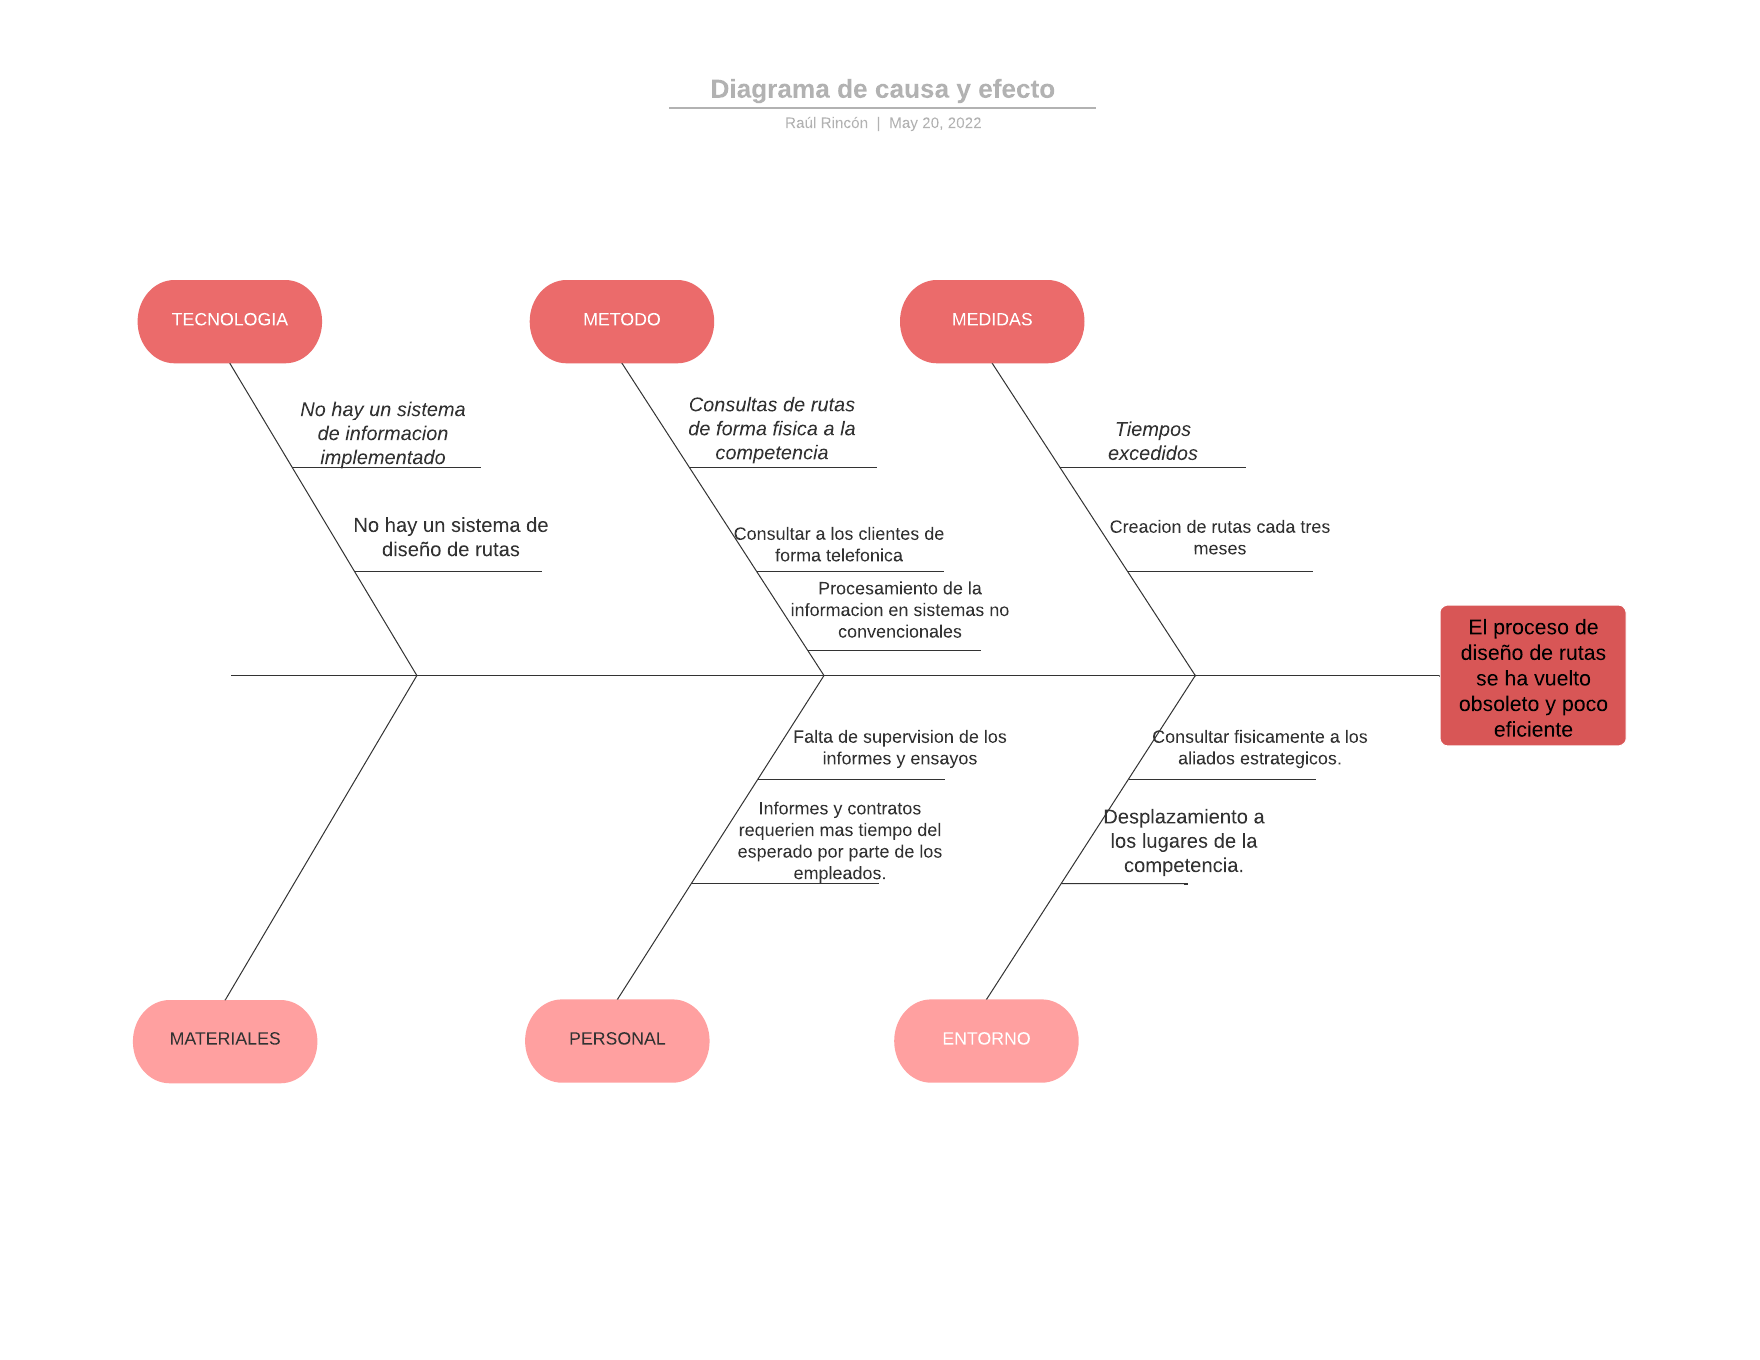 Diagrama de causa y efecto
Raúl Rincón | May 20, 2022
TECNOLOGIA
METODO
MEDIDAS
No hay un sistema
de informacion
implementado
Consultas de rutas
de forma fisica a la
competencia
Tiempos
excedidos
No hay un sistema de
diseño de rutas
Consultar a los clientes de
forma telefonica
Creacion de rutas cada tres
meses
Procesamiento de la
informacion en sistemas no
convencionales
El proceso de
diseño de rutas
se ha vuelto
obsoleto y poco
eficiente
Falta de supervision de los
informes y ensayos
Consultar fisicamente a los
aliados estrategicos.
Informes y contratos
requerien mas tiempo del
esperado por parte de los
empleados.
Desplazamiento a
los lugares de la
competencia.
MATERIALES
PERSONAL
ENTORNO